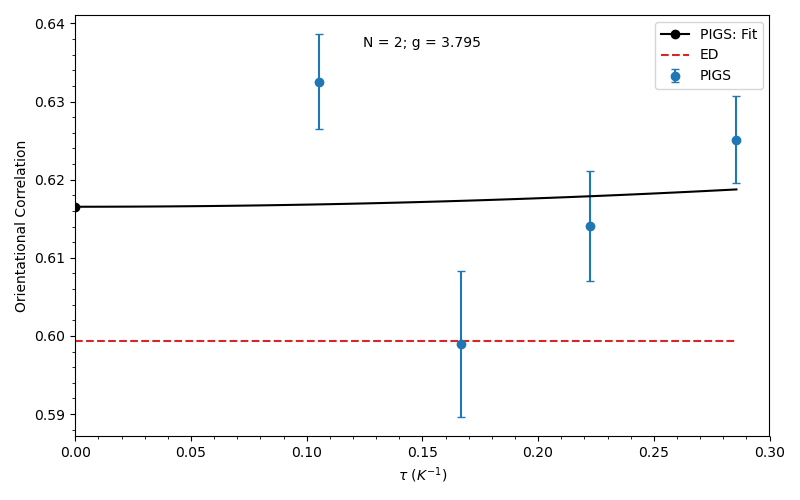 N = 2; g = 3.795
PIGS: Fit
ED
PIGS
0.64
0.63
0.62
0.61
0.60
0.59
Orientational Correlation
0.00 0.05 0.10 0.15 0.20 0.25 0.30
τ (K⁻¹)